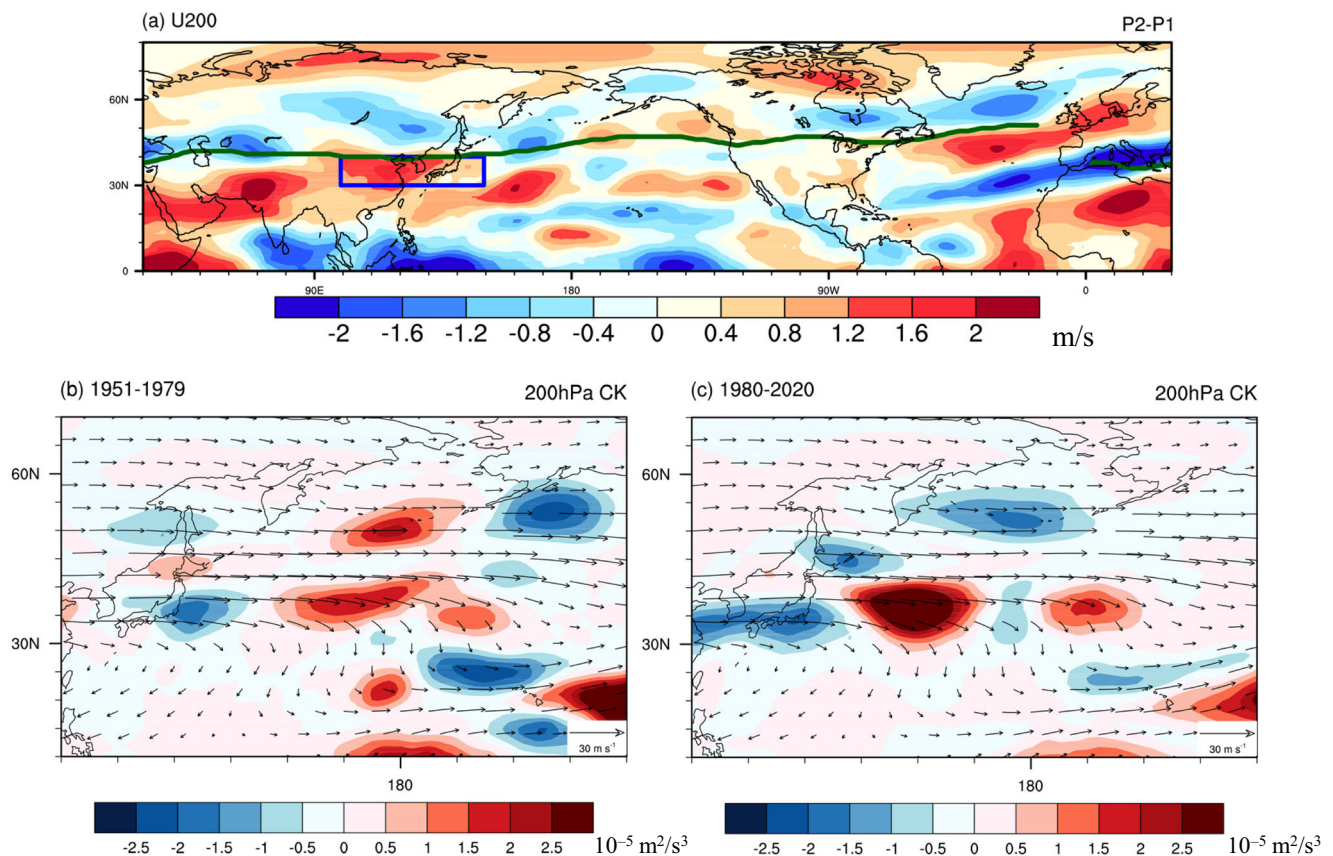 (a) U200 P2-P1
60N
30N
0
90E 180 90W 0
-2 -1.6 -1.2 -0.8 -0.4 0 0.4 0.8 1.2 1.6 2 m/s
(b) 1951-1979 200hPa CK
60N
30N
30 m s⁻¹
180
-2.5 -2 -1.5 -1 -0.5 0 0.5 1 1.5 2 2.5 10⁻⁵ m²/s³
(c) 1980-2020 200hPa CK
60N
30N
30 m s⁻¹
180
-2.5 -2 -1.5 -1 -0.5 0 0.5 1 1.5 2 2.5 10⁻⁵ m²/s³